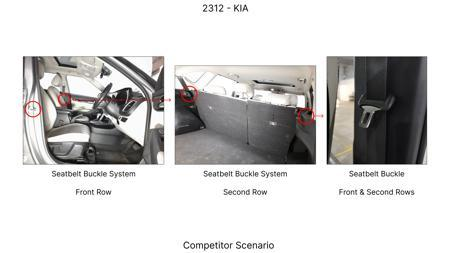 2312 - KIA
Seatbelt Buckle System
Front Row
Seatbelt Buckle System
Second Row
Seatbelt Buckle
Front & Second Rows
Competitor Scenario